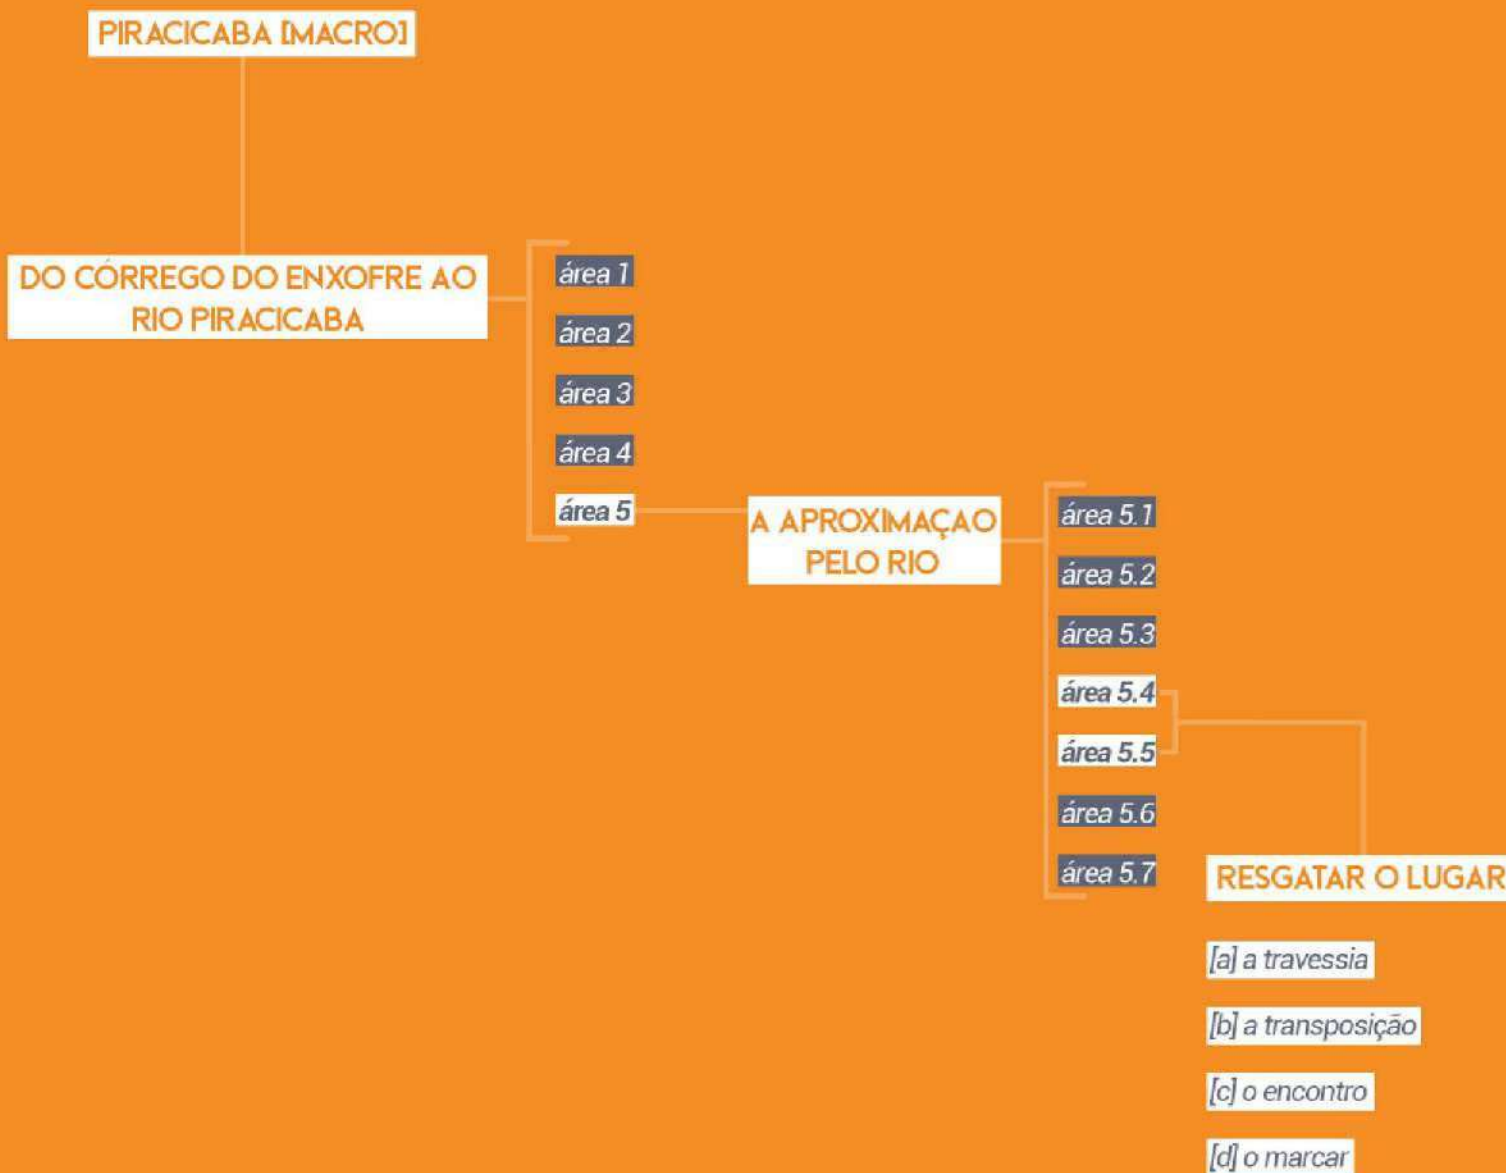 PIRACICABA [MACRO]
DO CÓRREGO DO ENXOFRE AO
RIO PIRACICABA
área 1
área 2
área 3
área 4
área 5
A APROXIMAÇAO
PELO RIO
área 5.1
área 5.2
área 5.3
área 5.4
área 5.5
área 5.6
área 5.7
RESGATAR O LUGAR
[a] a travessia
[b] a transposição
[c] o encontro
[d] o marcar